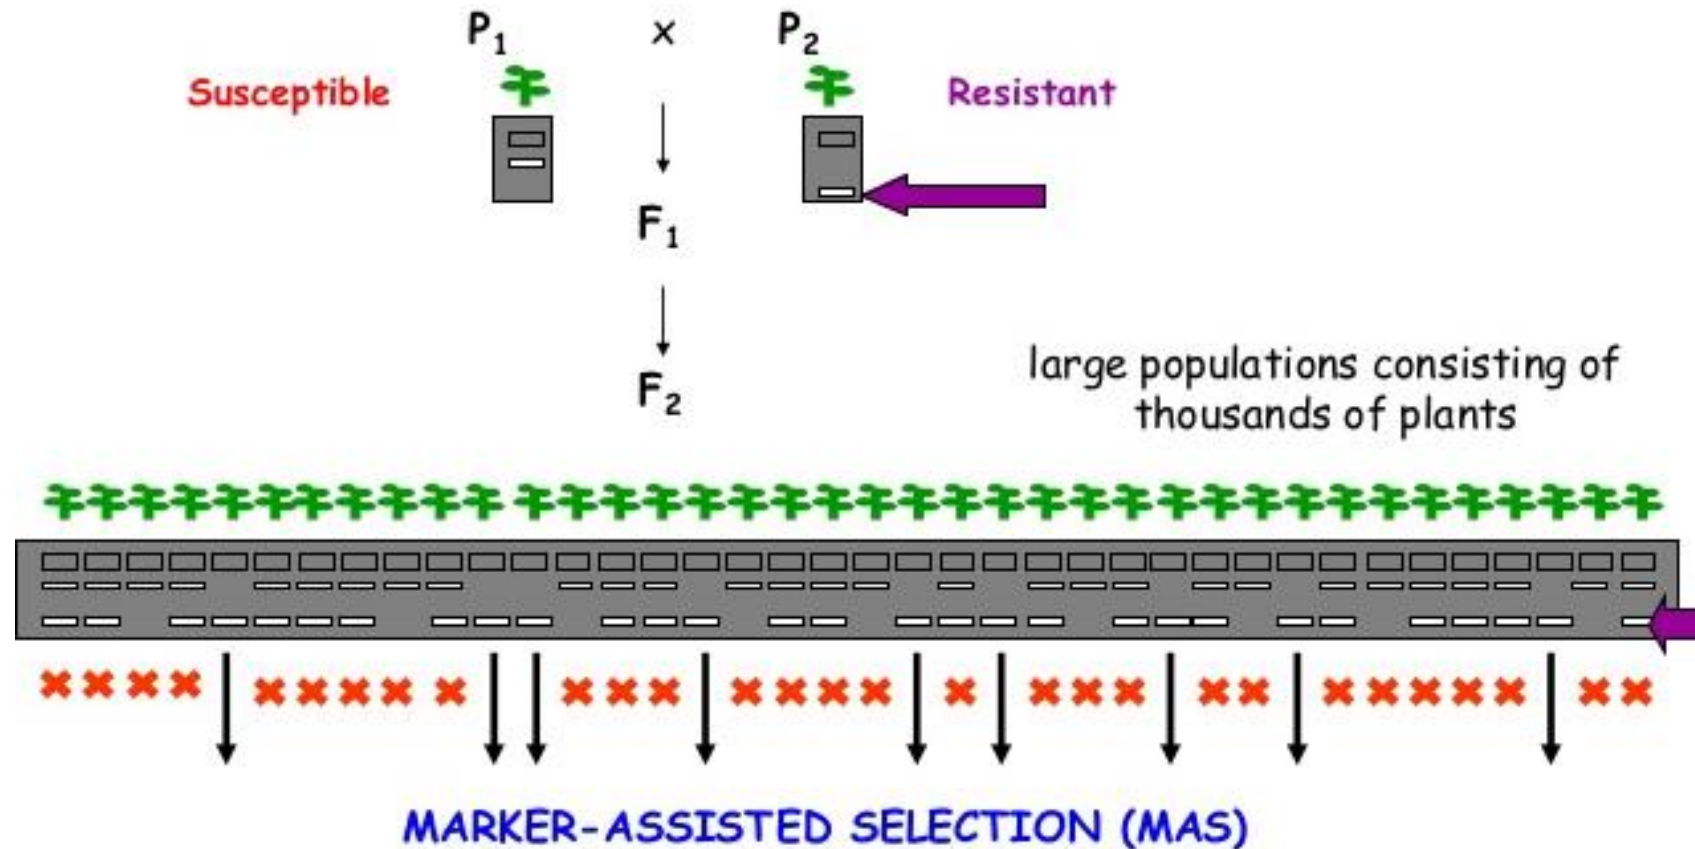 P₁ x P₂
Susceptible Resistant
F₁
F₂
large populations consisting of
thousands of plants
MARKER-ASSISTED SELECTION (MAS)